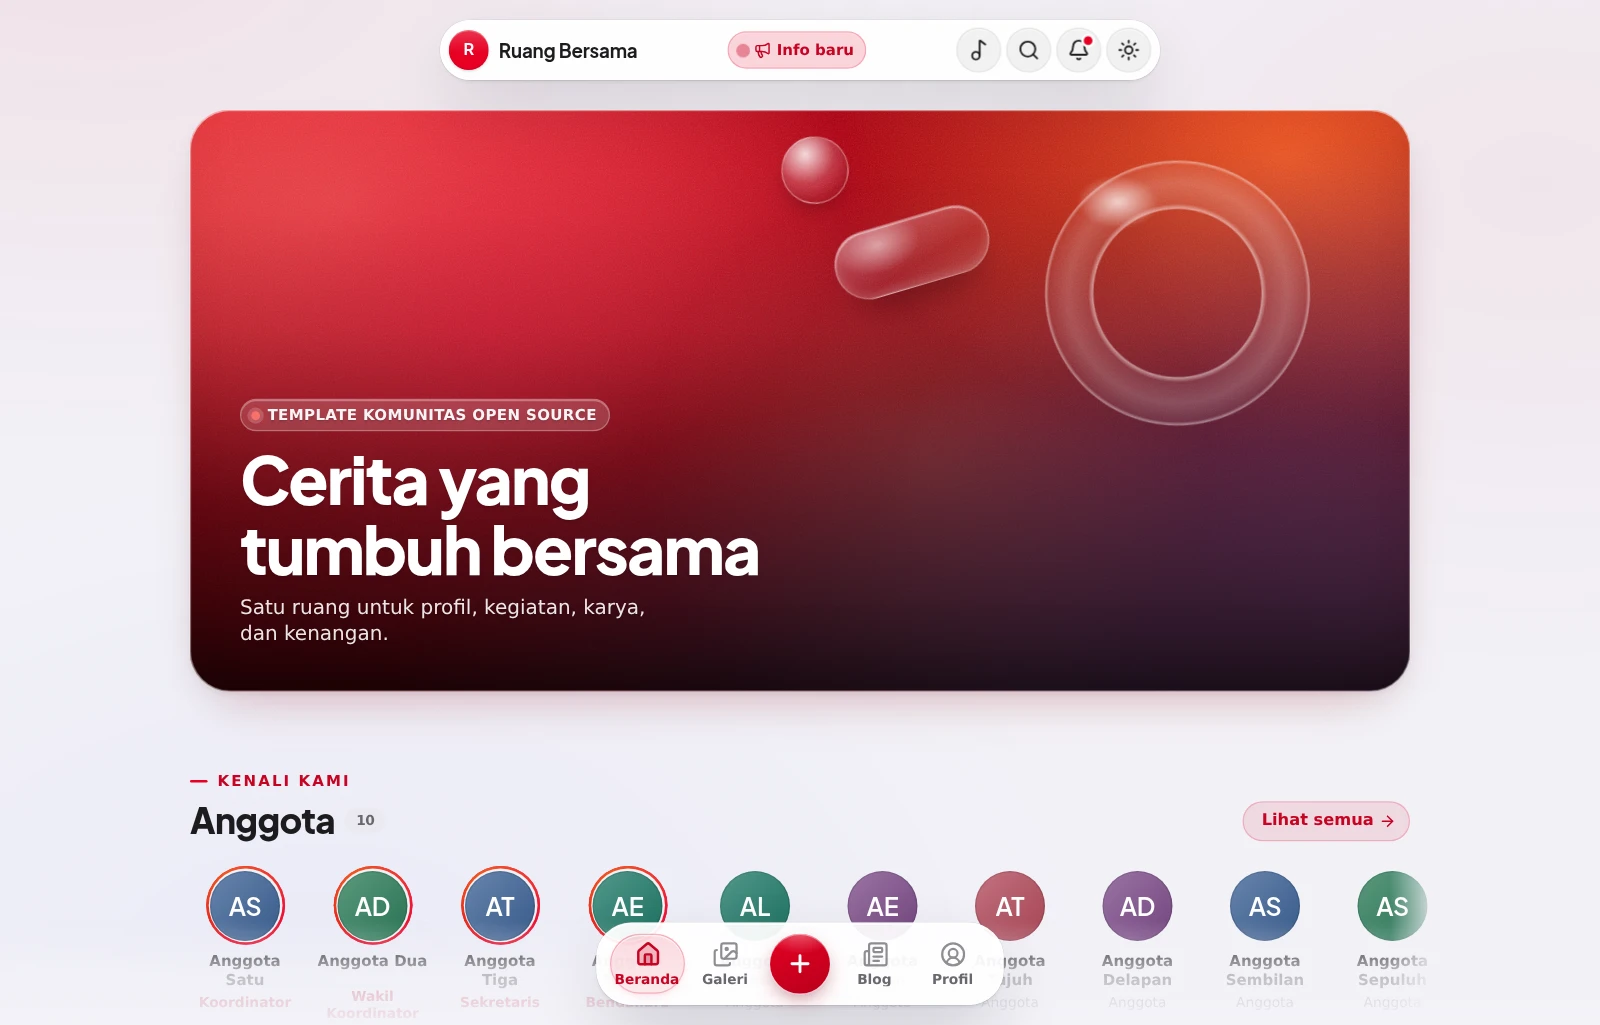 R
Ruang Bersama
Info baru
TEMPLATE KOMUNITAS OPEN SOURCE
Cerita yang
tumbuh bersama
Satu ruang untuk profil, kegiatan, karya,
dan kenangan.
KENALI KAMI
Anggota 10
Lihat semua
AS AD AT AE AL AE AT AD AS AS
Anggota Satu
Koordinator
Anggota Dua
Wakil Koordinator
Anggota Tiga
Sekretaris
Anggota
Anggota Delapan
Anggota
Anggota Sembilan
Anggota
Anggota Sepuluh
Anggota
Beranda
Galeri
Blog
Profil